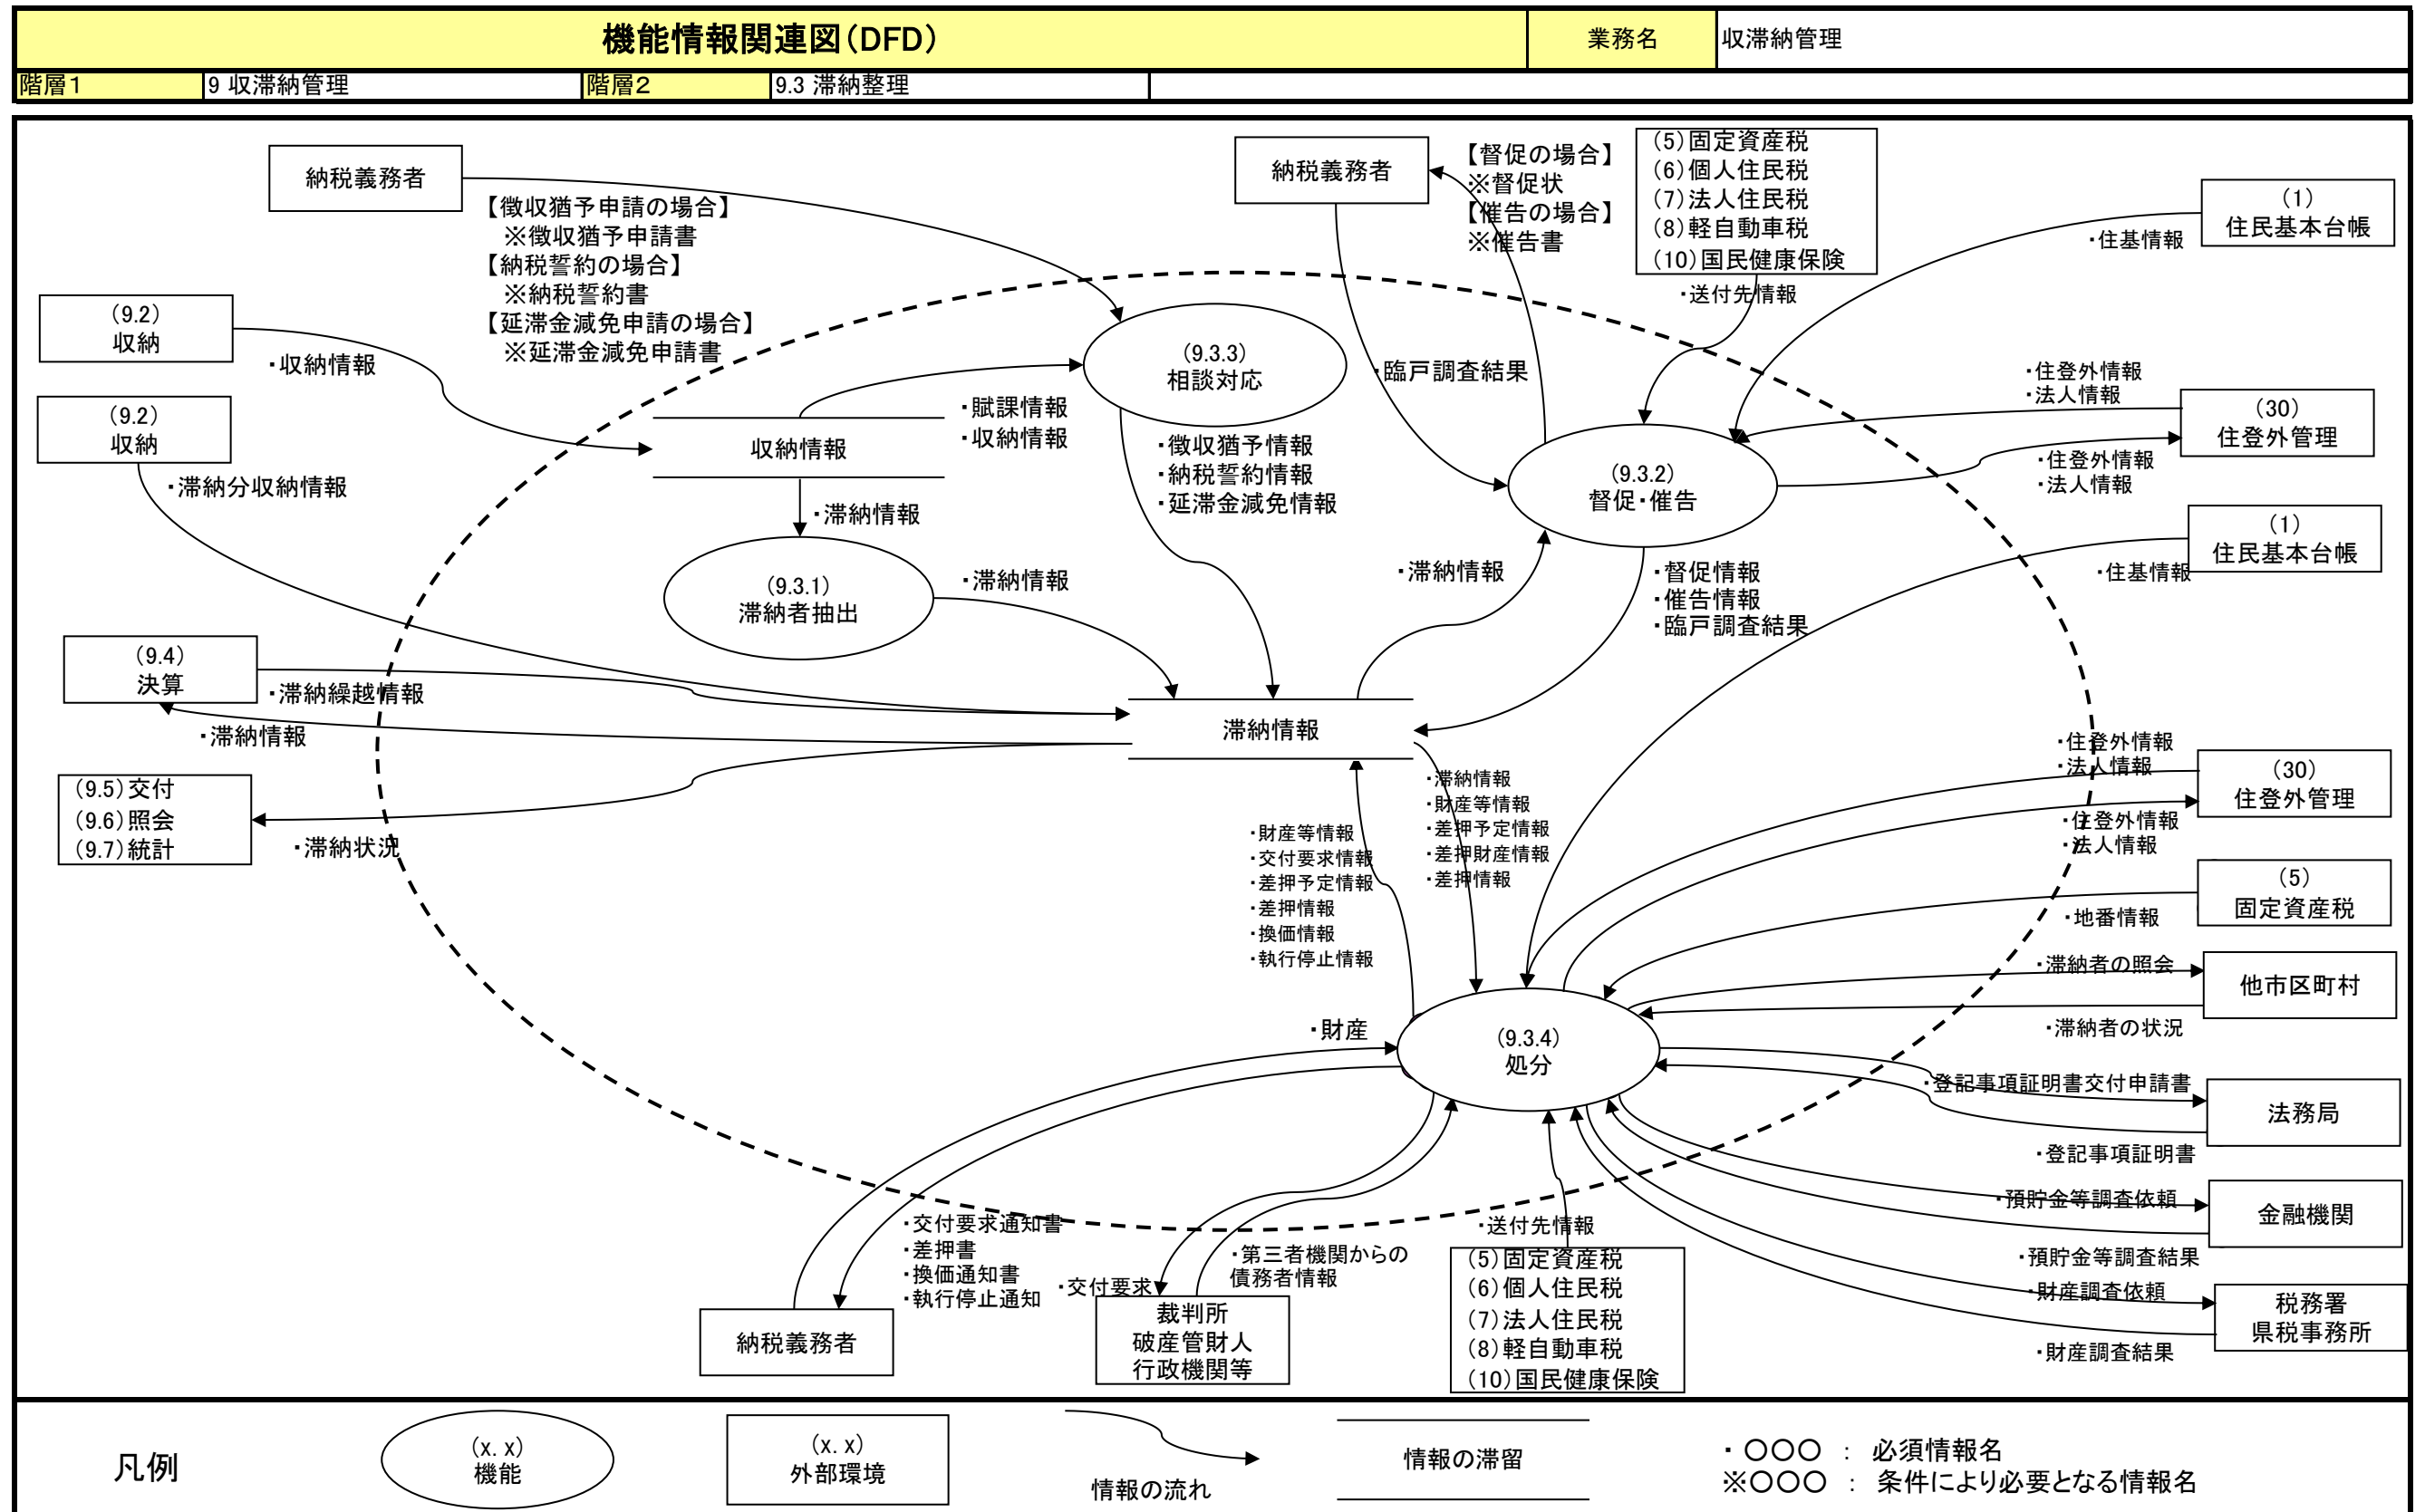 機能情報関連図(DFD)
業務名
収滞納管理
階層1
9 収滞納管理
階層2
9.3 滞納整理
納税義務者
【徴収猶予申請の場合】
※徴収猶予申請書
【納税誓約の場合】
※納税誓約書
【延滞金減免申請の場合】
※延滞金減免申請書
納税義務者
【督促の場合】
※督促状
【催告の場合】
※催告書
(5)固定資産税
(6)個人住民税
(7)法人住民税
(8)軽自動車税
(10)国民健康保険
・送付先情報
(1)
住民基本台帳
・住基情報
(9.2)
収納
・収納情報
(9.2)
収納
・滞納分収納情報
収納情報
・賦課情報
・収納情報
(9.3.3)
相談対応
・徴収猶予情報
・納税誓約情報
・延滞金減免情報
・臨戸調査結果
(9.3.2)
督促・催告
・住登外情報
・法人情報
(30)
住登外管理
・住登外情報
・法人情報
・滞納情報
(9.3.1)
滞納者抽出
・滞納情報
・滞納情報
・督促情報
・催告情報
・臨戸調査結果
(1)
住民基本台帳
・住基情報
(9.4)
決算
・滞納繰越情報
・滞納情報
滞納情報
(9.5)交付
(9.6)照会
(9.7)統計
・滞納状況
・滞納情報
・財産等情報
・差押予定情報
・差押財産情報
・差押情報
・財産等情報
・交付要求情報
・差押予定情報
・差押情報
・換価情報
・執行停止情報
・住登外情報
・法人情報
(30)
住登外管理
・住登外情報
・法人情報
(5)
固定資産税
・地番情報
・滞納者の照会
他市区町村
・滞納者の状況
・財産
(9.3.4)
処分
・登記事項証明書交付申請書
法務局
・登記事項証明書
・預貯金等調査依頼
金融機関
・預貯金等調査結果
・財産調査依頼
税務署
県税事務所
・財産調査結果
・交付要求通知書
・差押書
・換価通知書
・執行停止通知
納税義務者
・交付要求
・第三者機関からの
債務者情報
裁判所
破産管財人
行政機関等
・送付先情報
(5)固定資産税
(6)個人住民税
(7)法人住民税
(8)軽自動車税
(10)国民健康保険
凡例
(x.x)
機能
(x.x)
外部環境
情報の流れ
情報の滞留
・ 〇〇〇 : 必須情報名
※〇〇〇 : 条件により必要となる情報名